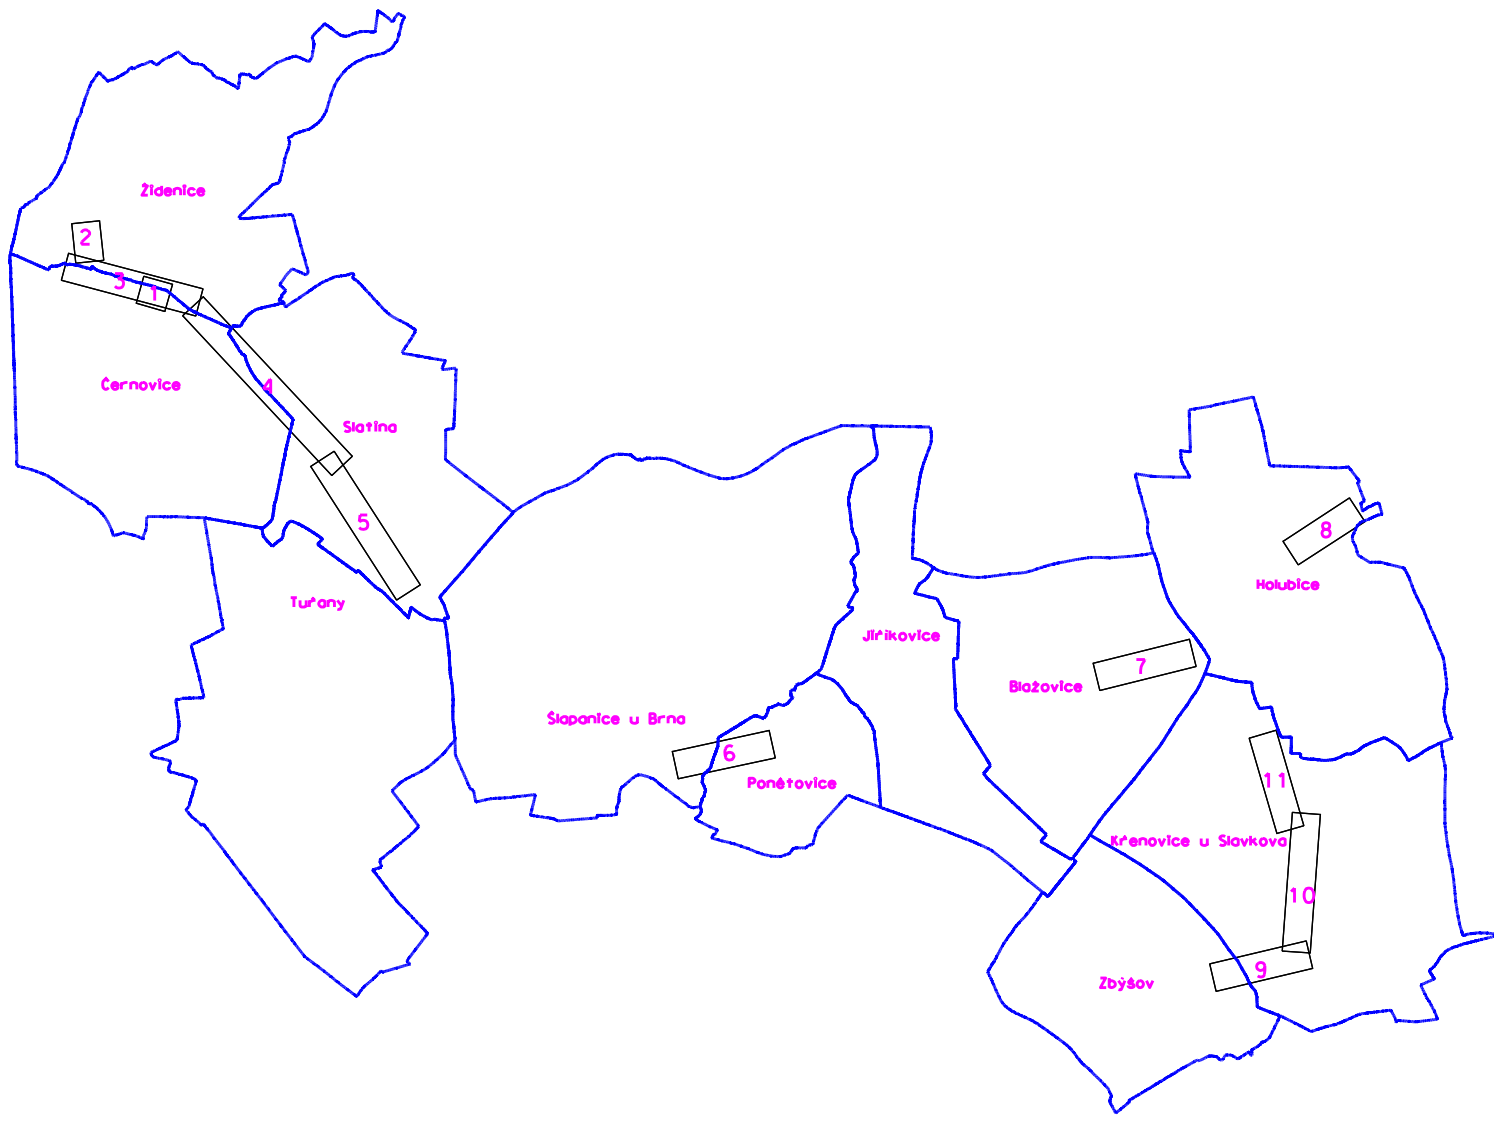 Židenice
2
3
1
Černovice
4
Slatina
5
Tuřany
8
Holubice
Jiříkovice
7
Blažovice
Šlapanice u Brna
6
Ponětovice
11
Křenovice u Slavkova
10
9
Zbýšov